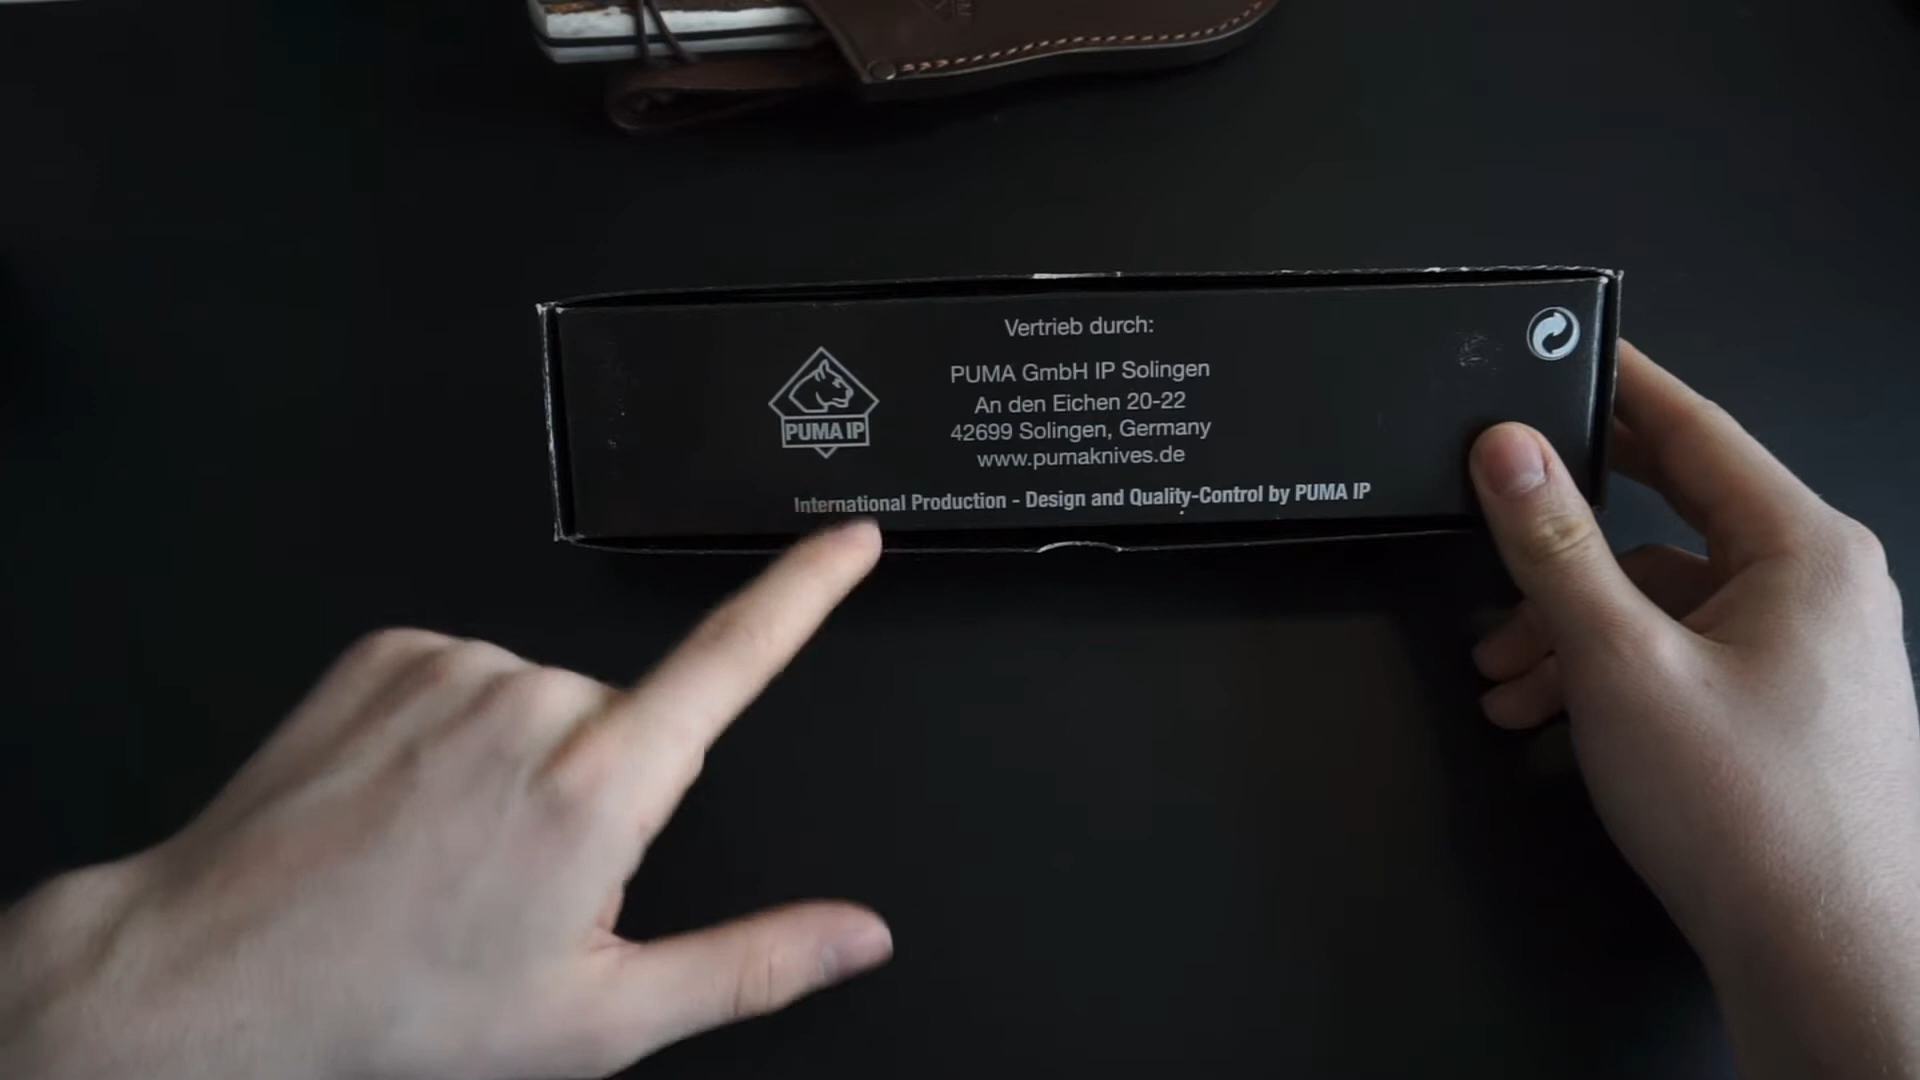 Vertrieb durch:
PUMA GmbH IP Solingen
An den Eichen 20-22
42699 Solingen, Germany
www.pumaknives.de
PUMA IP
International Production - Design and Quality-Control by PUMA IP